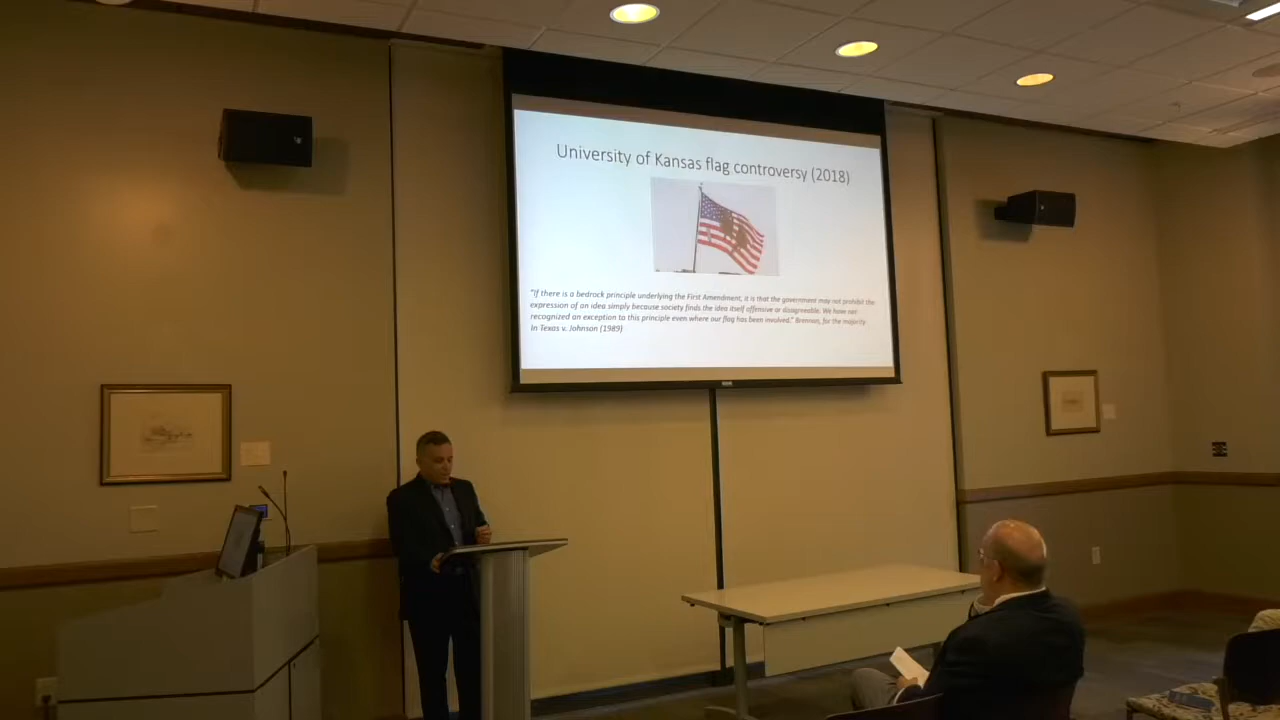 University of Kansas flag controversy (2018)
"If there is a bedrock principle underlying the First Amendment, it is that the government may not prohibit the
expression of an idea simply because society finds the idea itself offensive or disagreeable. We have not
recognized an exception to this principle even where our flag has been involved." Brennan, for the majority
in Texas v. Johnson (1989)